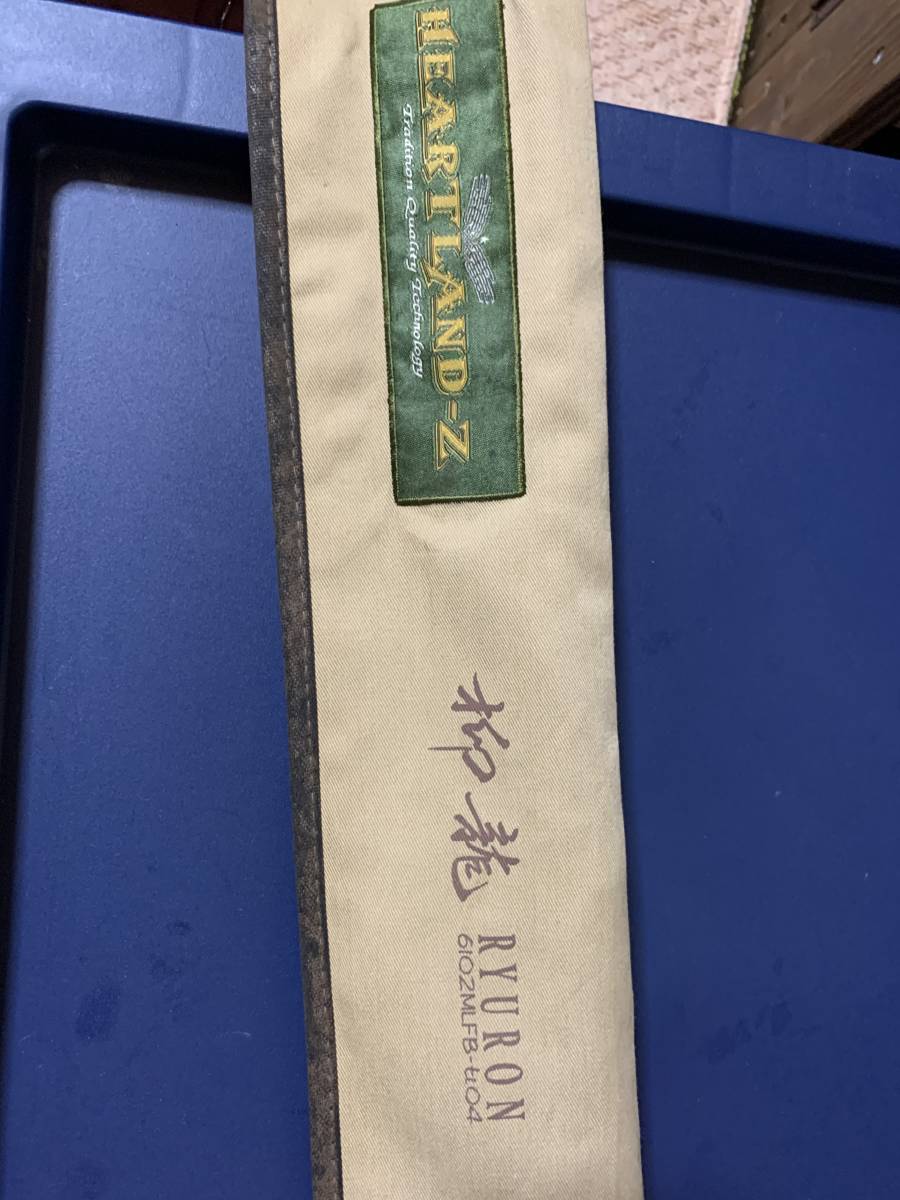 HEARTLAND-Z
Tradition Quality Technology
柳龍
RYURON
6102MLFB-ti04